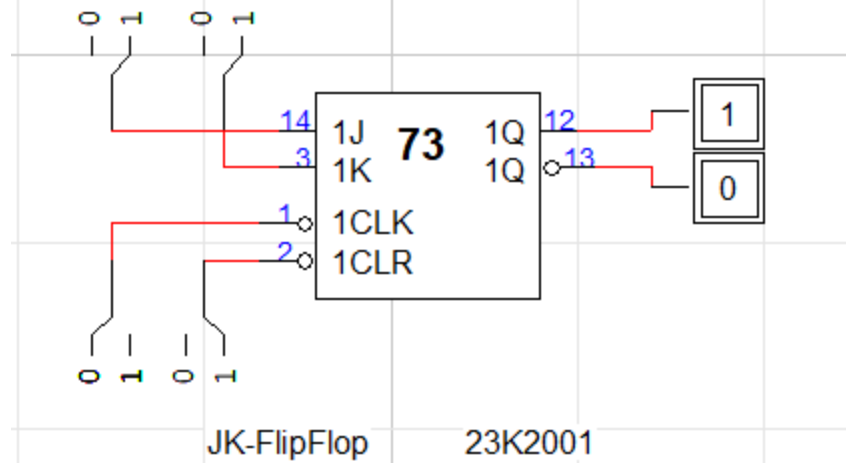 0 1 0 1
14 1J 73 1Q 12 1
3 1K 1Q 13 0
1 1CLK
2 1CLR
0 1 0 1
JK-FlipFlop 23K2001